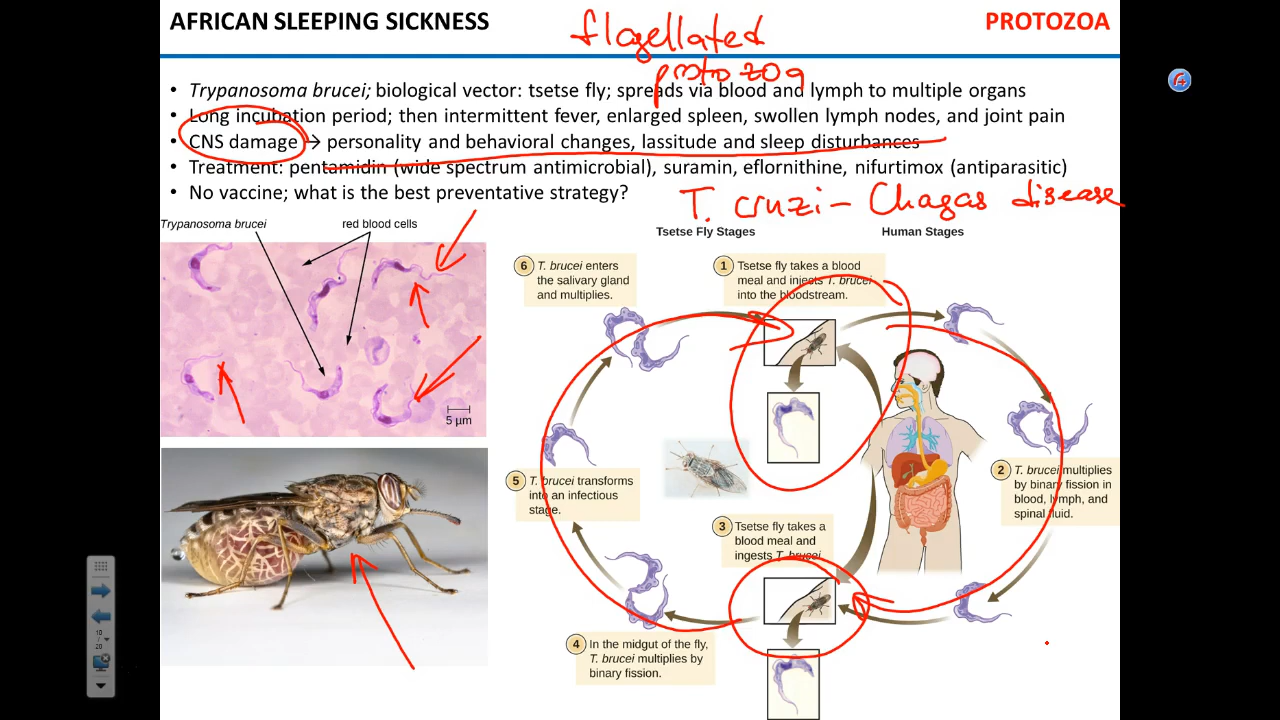 AFRICAN SLEEPING SICKNESS
PROTOZOA
flagellated
protozoa
• Trypanosoma brucei; biological vector: tsetse fly; spreads via blood and lymph to multiple organs
• Long incubation period; then intermittent fever, enlarged spleen, swollen lymph nodes, and joint pain
• CNS damage → personality and behavioral changes, lassitude and sleep disturbances
• Treatment: pentamidin (wide spectrum antimicrobial), suramin, eflornithine, nifurtimox (antiparasitic)
• No vaccine; what is the best preventative strategy?
T. cruzi – Chagas disease
Trypanosoma brucei
red blood cells
5 µm
Tsetse Fly Stages
Human Stages
1 Tsetse fly takes a blood
meal and injects T. brucei
into the bloodstream.
2 T. brucei multiplies
by binary fission in
blood, lymph, and
spinal fluid.
3 Tsetse fly takes a
blood meal and
ingests T. brucei
4 In the midgut of the fly,
T. brucei multiplies by
binary fission.
5 T. brucei transforms
into an infectious
stage.
6 T. brucei enters
the salivary gland
and multiplies.
10
/
20